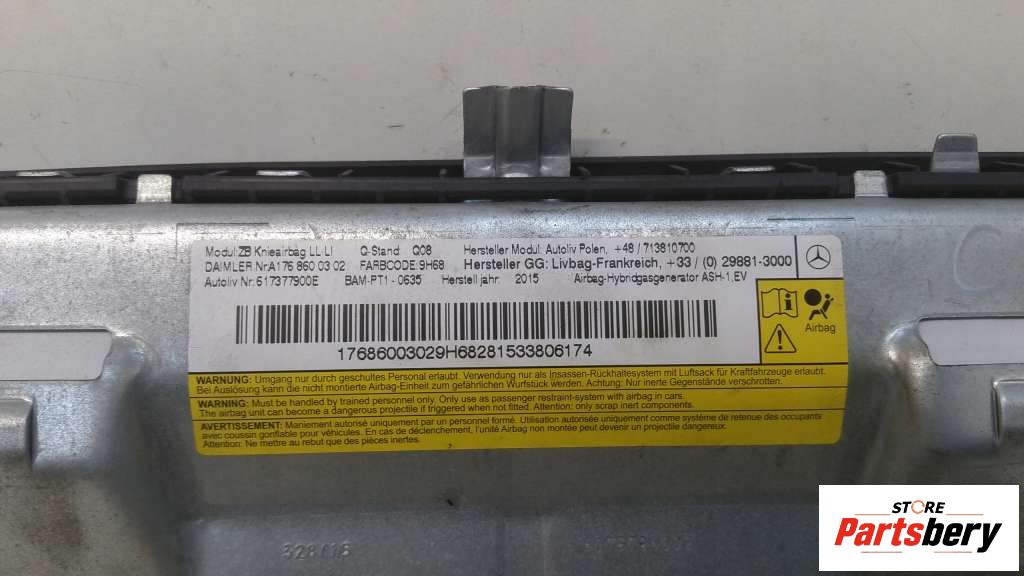 Modul: ZB Knieairbag LL LI Q-Stand Q08 Hersteller Modul: Autoliv Polen, +48/713810700
DAIMLER Nr.A176 860 03 02 FARBCODE: 9H68 Hersteller GG: Livbag-Frankreich, +33/ (0) 29881-3000
Autoliv Nr. 617377900E BAM-PT1 - 0635 Herstell jahr: 2015 Airbag-Hybridgasgenerator ASH-1,EV
i
Airbag
17686003029H68281533806174
WARNUNG: Umgang nur durch geschultes Personal erlaubt. Verwendung nur als Insassen-Rückhaltesystem mit Luftsack für Kraftfahrzeuge erlaubt.
Bei Auslösung kann die nicht montierte Airbag-Einheit zum gefährlichen Wurfstück werden. Achtung: Nur inerte Gegenstände verschrotten.
WARNING: Must be handled by trained personnel only. Only use as passenger restraint-system with airbag in cars.
The airbag unit can become a dangerous projectile if triggered when not fitted. Attention: only scrap inert components.
AVERTISSEMENT: Maniement autorisé uniquement par un personnel formé. Utilisation autorisée uniquement comme système de retenue des occupants
avec coussin gonflable pour véhicules. En cas de déclenchement, l'unité Airbag non montée peut devenir un projectile dangereux.
Attention: Ne mettre au rebut que des pièces inertes.
STORE
Partsbery